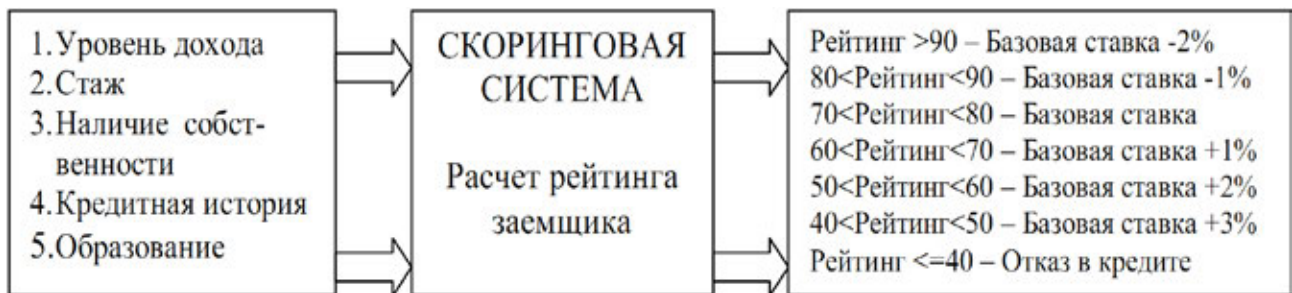 1.Уровень дохода
2.Стаж
3.Наличие собст-
венности
4.Кредитная история
5.Образование
СКОРИНГОВАЯ
СИСТЕМА
Расчет рейтинга
заемщика
Рейтинг >90 – Базовая ставка -2%
80<Рейтинг<90 – Базовая ставка -1%
70<Рейтинг<80 – Базовая ставка
60<Рейтинг<70 – Базовая ставка +1%
50<Рейтинг<60 – Базовая ставка +2%
40<Рейтинг<50 – Базовая ставка +3%
Рейтинг <=40 – Отказ в кредите